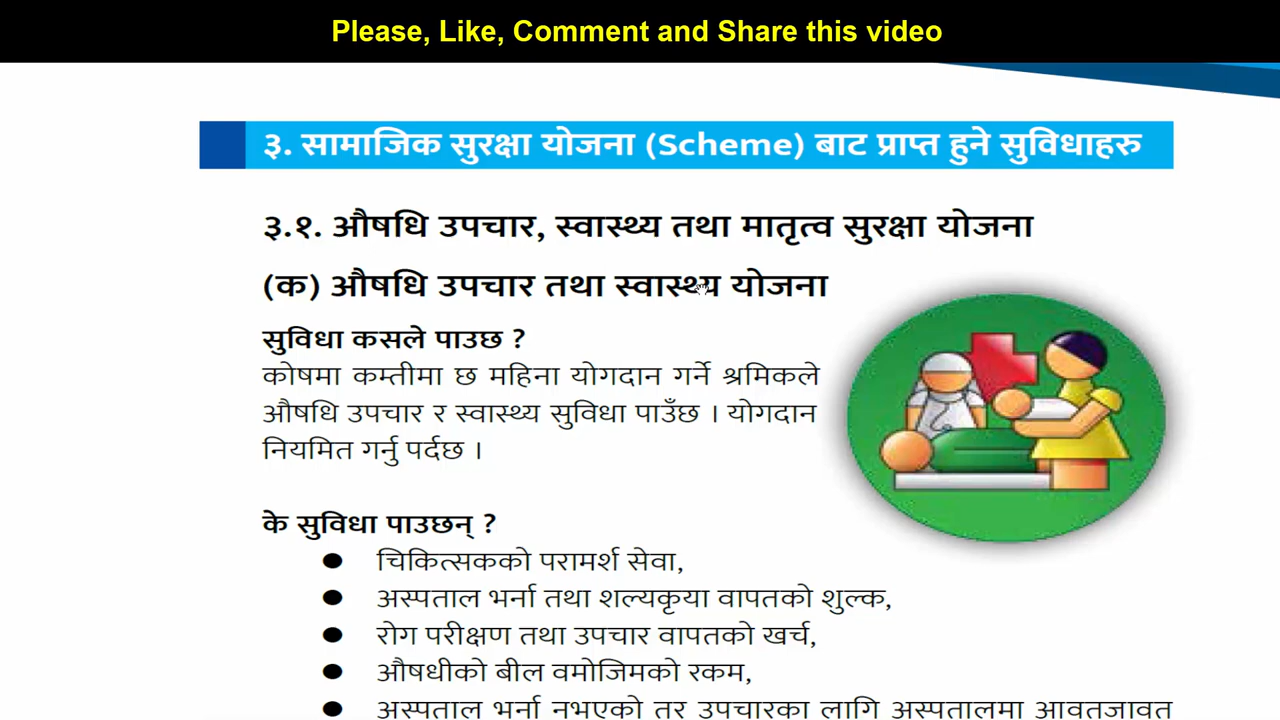 Please, Like, Comment and Share this video
३. सामाजिक सुरक्षा योजना (Scheme) बाट प्राप्त हुने सुविधाहरु
३.१. औषधि उपचार, स्वास्थ्य तथा मातृत्व सुरक्षा योजना
(क) औषधि उपचार तथा स्वास्थ्य योजना
सुविधा कसले पाउछ ?
कोषमा कम्तीमा छ महिना योगदान गर्ने श्रमिकले
औषधि उपचार र स्वास्थ्य सुविधा पाउँछ । योगदान
नियमित गर्नु पर्दछ ।
के सुविधा पाउछन् ?
● चिकित्सकको परामर्श सेवा,
● अस्पताल भर्ना तथा शल्यकृया वापतको शुल्क,
● रोग परीक्षण तथा उपचार वापतको खर्च,
● औषधीको बील वमोजिमको रकम,
● अस्पताल भर्ना नभएको तर उपचारका लागि अस्पतालमा आवतजावत